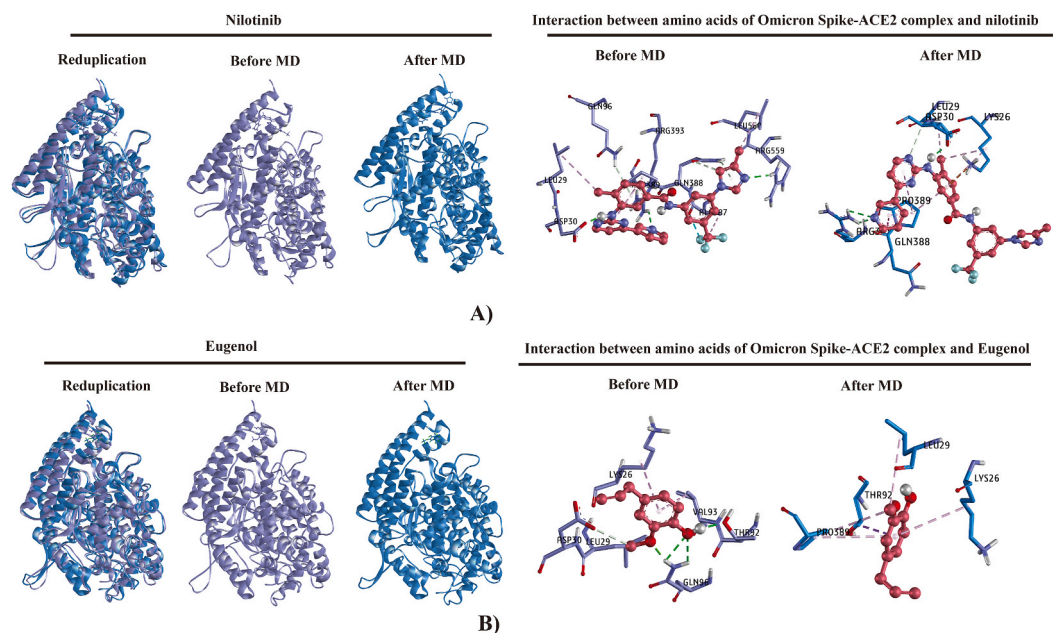 Nilotinib
Interaction between amino acids of Omicron Spike-ACE2 complex and nilotinib
Reduplication
Before MD
After MD
Before MD
After MD
GLN96
ARG393
LEU29
ASP30
GLN388
ARG559
LEU29
ASP30
LYS26
PRO389
GLN388
A)
Eugenol
Interaction between amino acids of Omicron Spike-ACE2 complex and Eugenol
Reduplication
Before MD
After MD
Before MD
After MD
LYS26
VAL93
ASP30
LEU29
THR92
GLN96
LEU29
LYS26
THR92
PRO389
B)